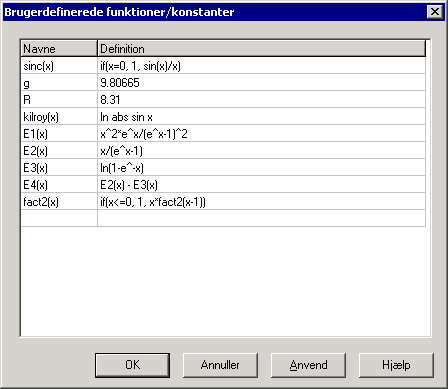 Brugerdefinerede funktioner/konstanter
Navne Definition
sinc(x) if(x=0, 1, sin(x)/x)
g 9.80665
R 8.31
kilroy(x) ln abs sin x
E1(x) x^2*e^x/(e^x-1)^2
E2(x) x/(e^x-1)
E3(x) ln(1-e^-x)
E4(x) E2(x) - E3(x)
fact2(x) if(x<=0, 1, x*fact2(x-1))
OK Annuller Anvend Hjælp